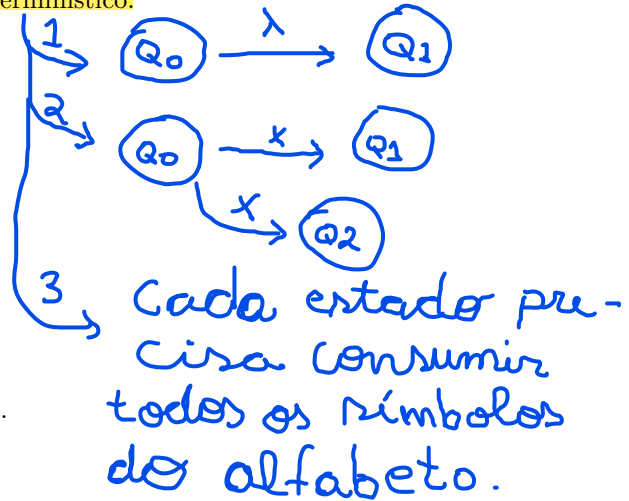 erminístico.
1 Q0 λ Q1
2 Q0 x Q1
x Q2
3 Cada estado pre-
cisa consumir
todos os símbolos
do alfabeto.
.